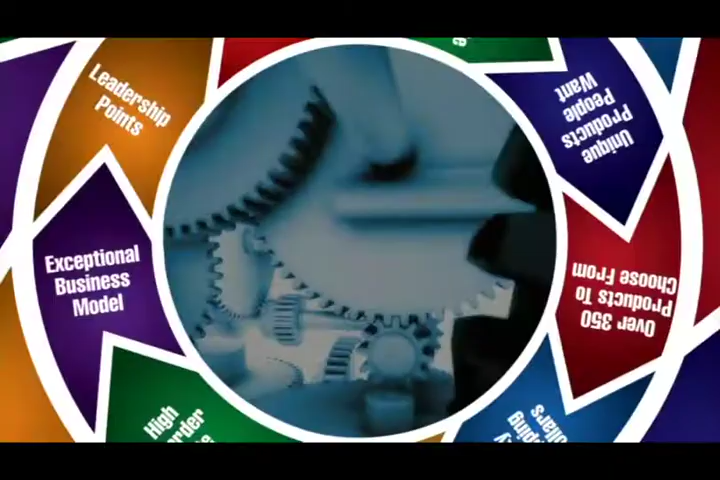 Leadership
Points
Unique
Products
People
Want
Exceptional
Business
Model
Over 350
Products To
Choose From
High